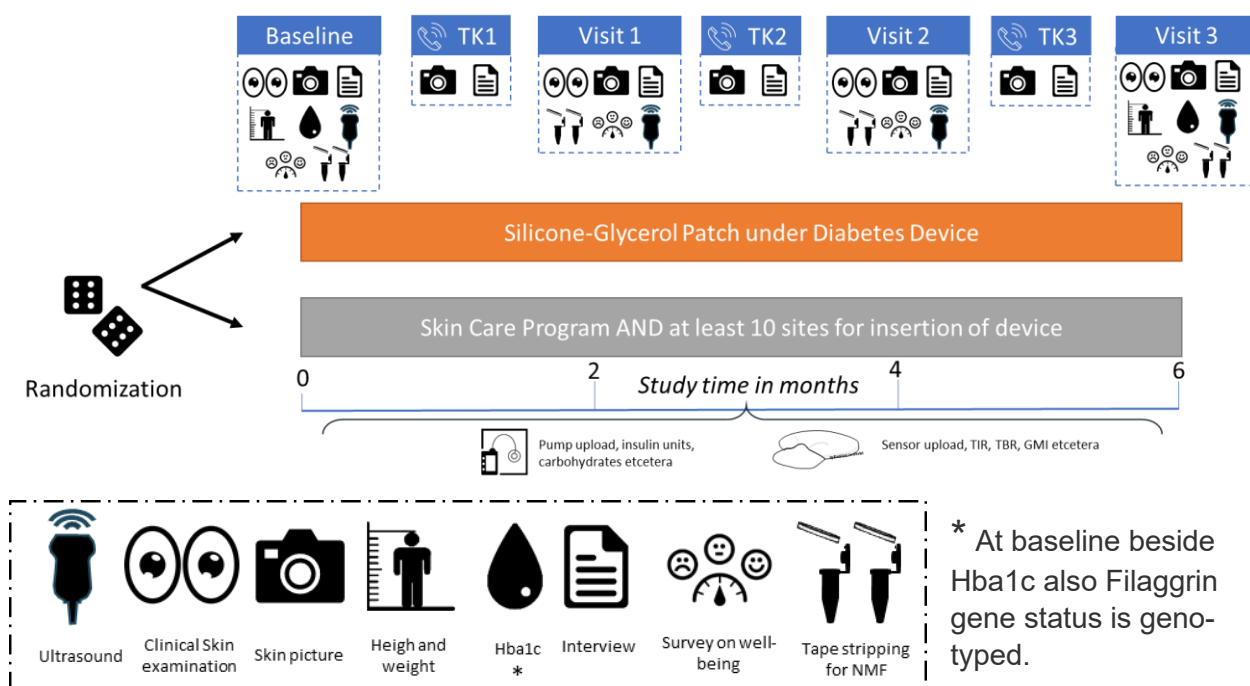 Baseline
TK1
Visit 1
TK2
Visit 2
TK3
Visit 3
Silicone-Glycerol Patch under Diabetes Device
Skin Care Program AND at least 10 sites for insertion of device
Randomization
0
2
4
6
Study time in months
Pump upload, insulin units,
carbohydrates etcetera
Sensor upload, TIR, TBR, GMI etcetera
Ultrasound
Clinical Skin
examination
Skin picture
Heigh and
weight
Hba1c
*
Interview
Survey on well-
being
Tape stripping
for NMF
* At baseline beside
Hba1c also Filaggrin
gene status is geno-
typed.